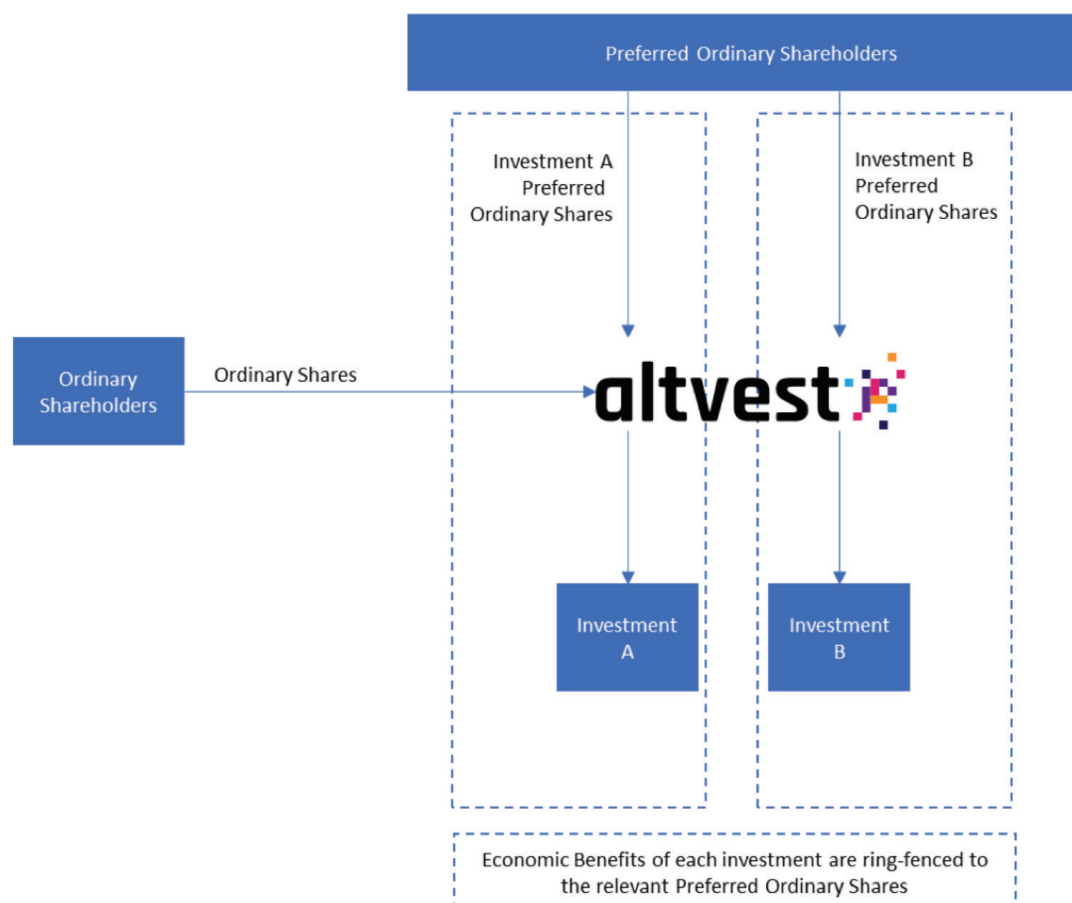 Preferred Ordinary Shareholders
Investment A
Preferred
Ordinary Shares
Investment B
Preferred
Ordinary Shares
Ordinary
Shareholders
Ordinary Shares
altvest
Investment
A
Investment
B
Economic Benefits of each investment are ring-fenced to
the relevant Preferred Ordinary Shares